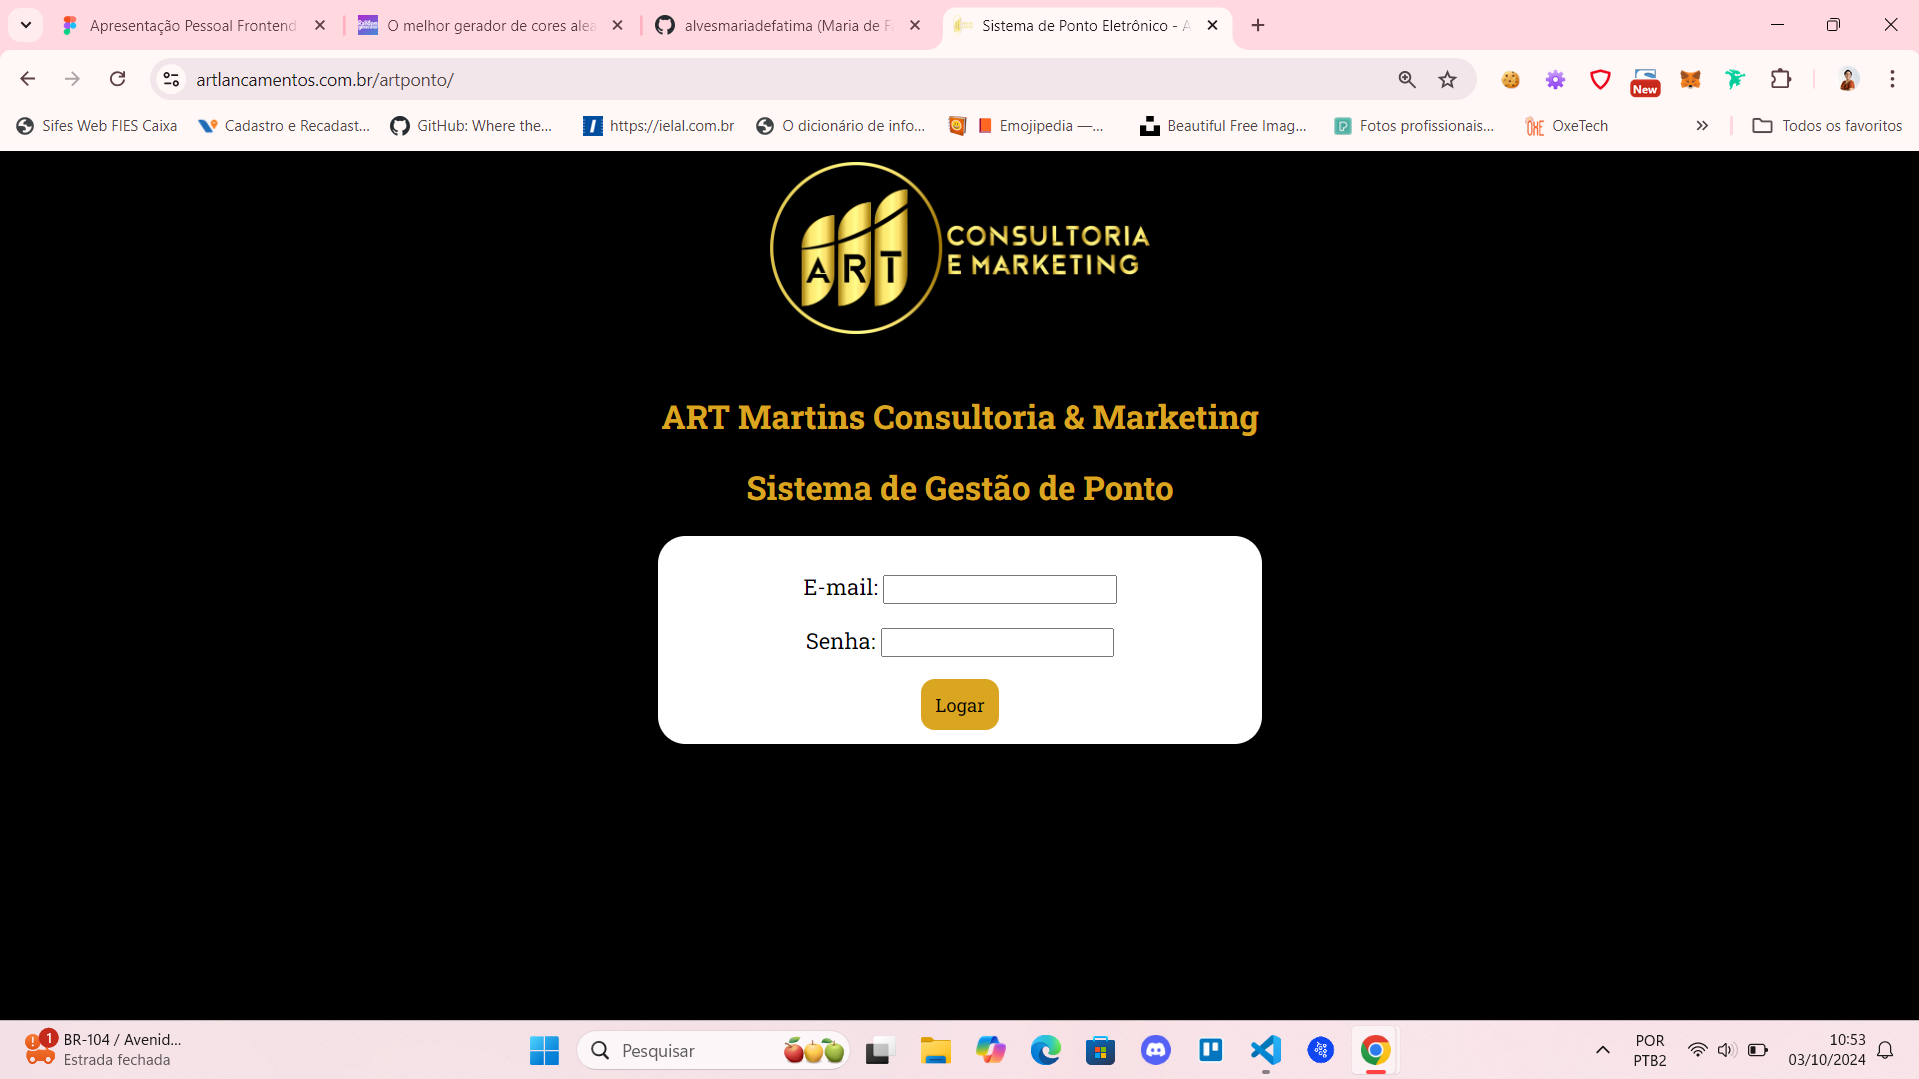 Apresentação Pessoal Frontend
O melhor gerador de cores alea
alvesmariadefatima (Maria de F
Sistema de Ponto Eletrônico - A
artlancamentos.com.br/artponto/
New
Sifes Web FIES Caixa
Cadastro e Recadast...
GitHub: Where the...
https://ielal.com.br
O dicionário de info...
Emojipedia —...
Beautiful Free Imag...
Fotos profissionais...
OxeTech
Todos os favoritos
ART
CONSULTORIA
E MARKETING
ART Martins Consultoria & Marketing
Sistema de Gestão de Ponto
E-mail:
Senha:
Logar
1
BR-104 / Avenid...
Estrada fechada
Pesquisar
POR
PTB2
10:53
03/10/2024